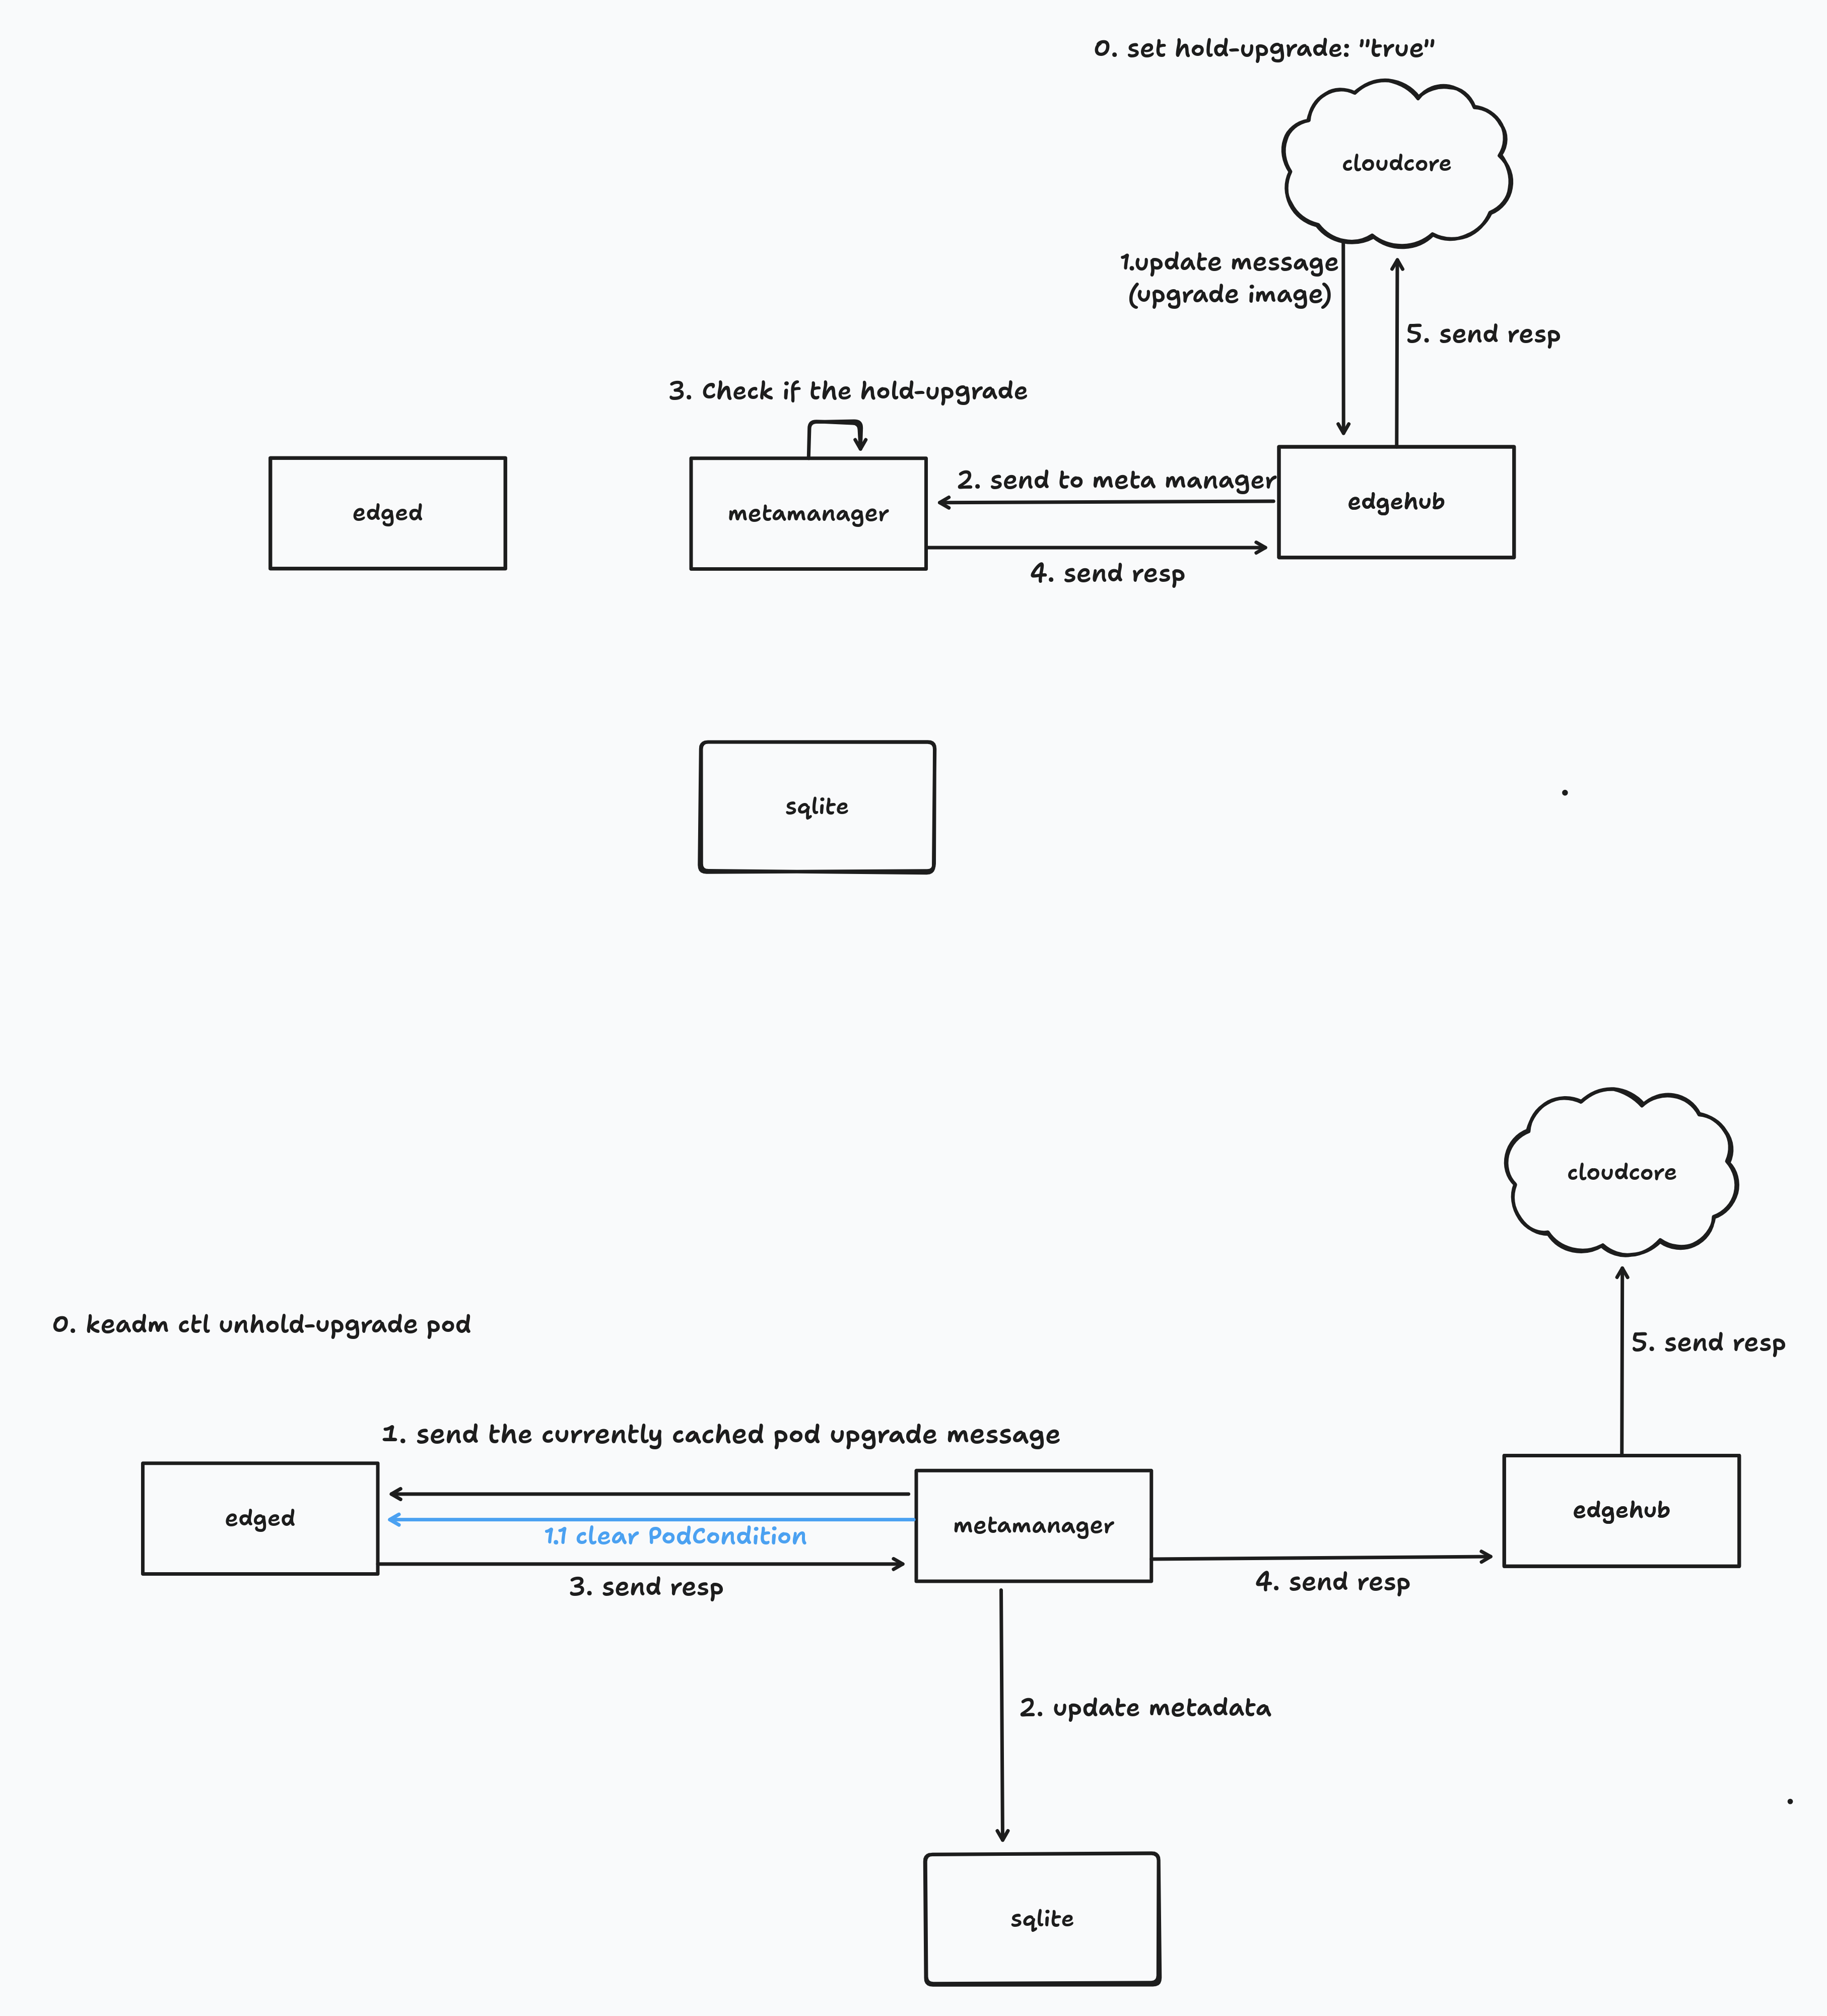 0. set hold-upgrade: "true"
cloudcore
1.update message
(upgrade image)
5. send resp
3. Check if the hold-upgrade
2. send to meta manager
edged
metamanager
edgehub
4. send resp
sqlite
cloudcore
0. keadm ctl unhold-upgrade pod
5. send resp
1. send the currently cached pod upgrade message
edged
metamanager
edgehub
1.1 clear PodCondition
3. send resp
4. send resp
2. update metadata
sqlite